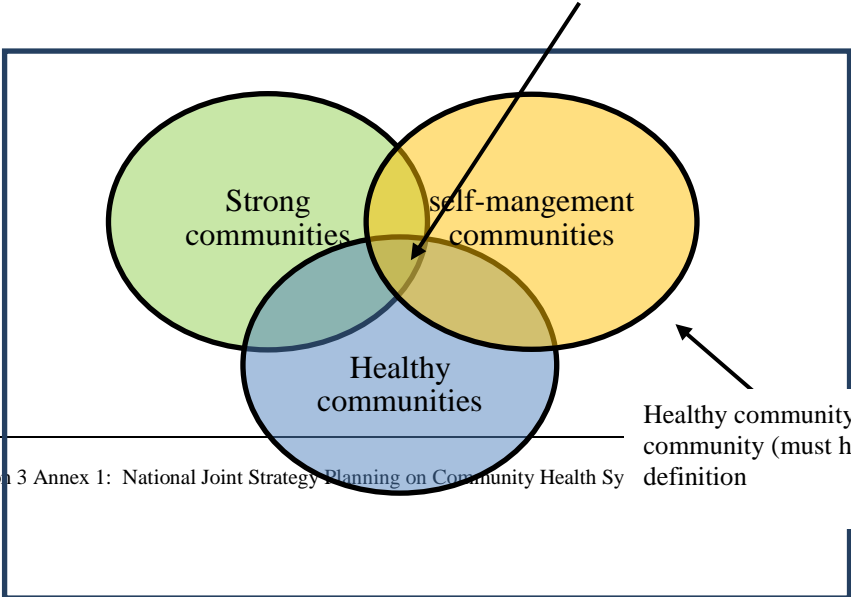 Strong
communities
self-mangement
communities
Healthy
communities
Healthy community
community (must h
definition
n 3 Annex 1: National Joint Strategy Planning on Community Health Sy